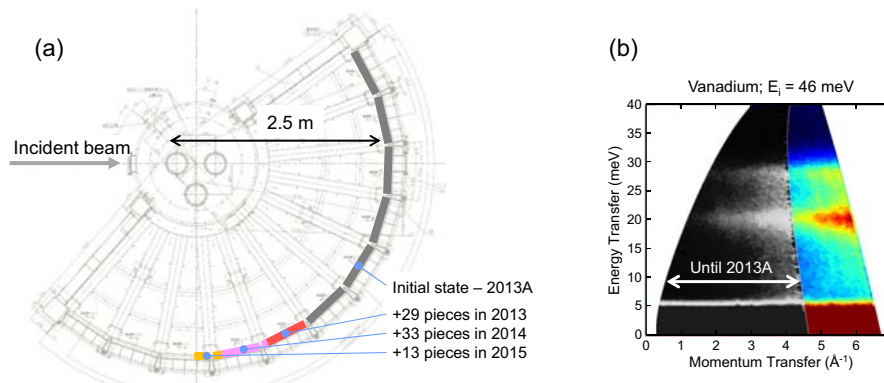 (a)
2.5 m
Incident beam
Initial state – 2013A
+29 pieces in 2013
+33 pieces in 2014
+13 pieces in 2015
(b)
Vanadium; Ei = 46 meV
Energy Transfer (meV)
40
35
30
25
20
15
10
5
0
Until 2013A
0 1 2 3 4 5 6
Momentum Transfer (Å-1)